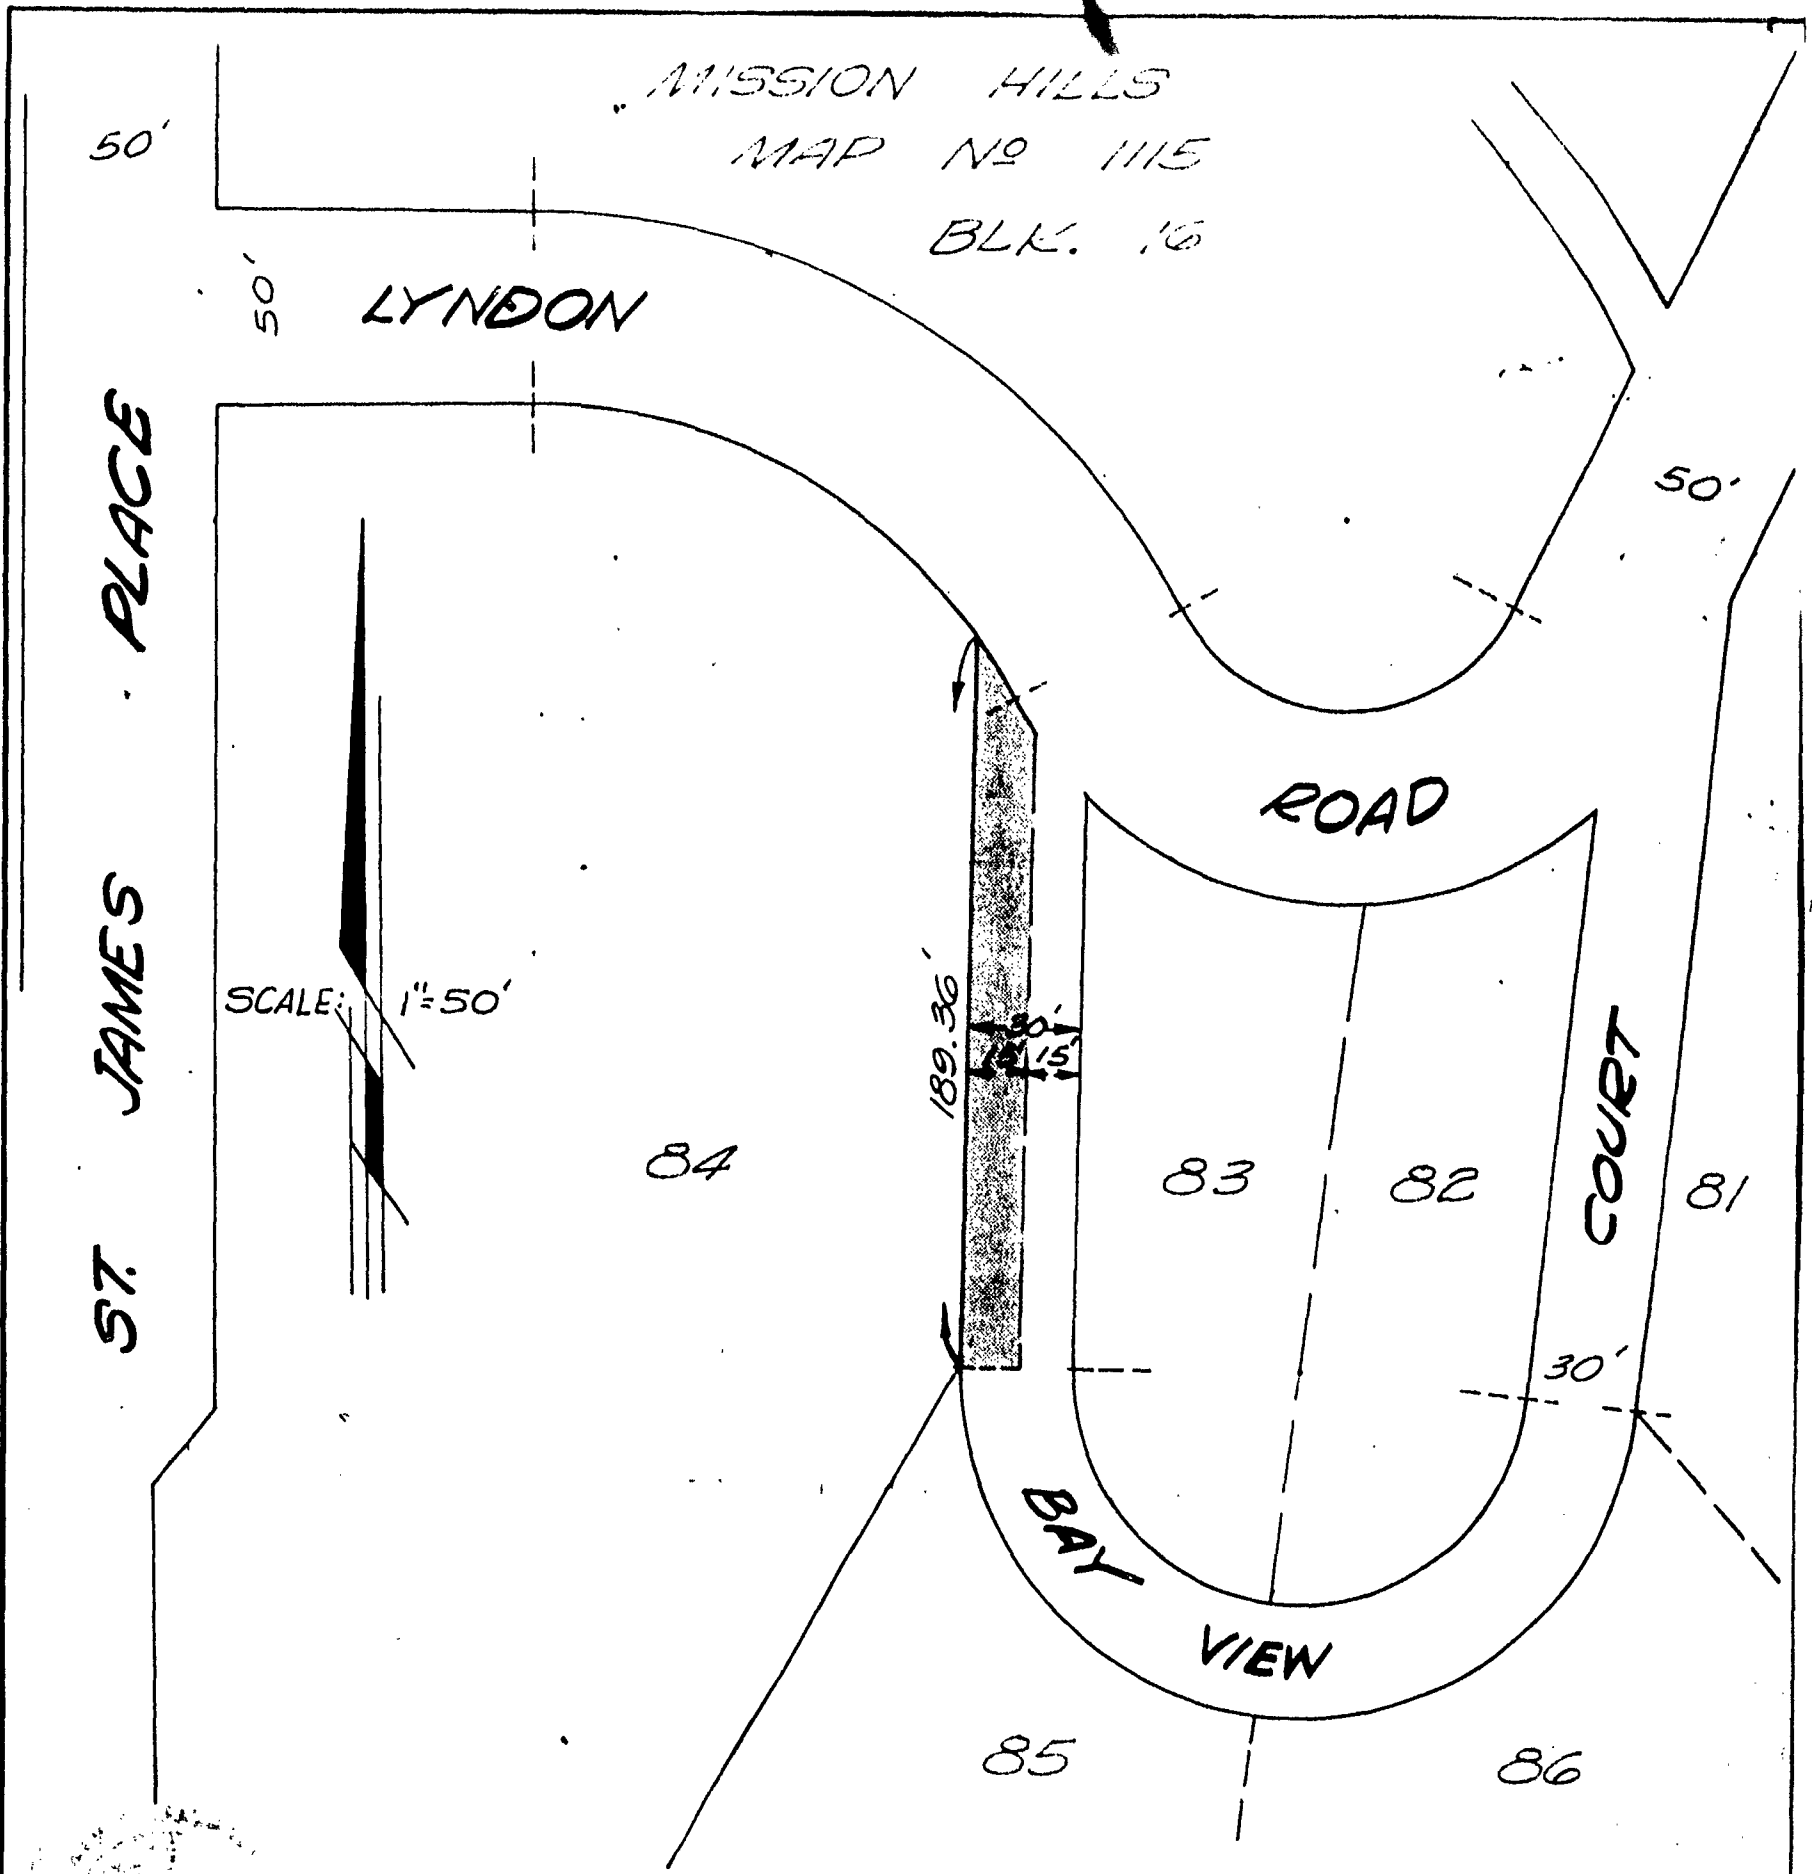 MISSION HILLS
MAP Nº 1115
BLK. 16
50'
50'
LYNDON
50'
ST. JAMES PLACE
ROAD
SCALE: 1"=50'
189.36'
30'
15' 15'
84
83
82
81
COURT
30'
BAY
VIEW
85
86